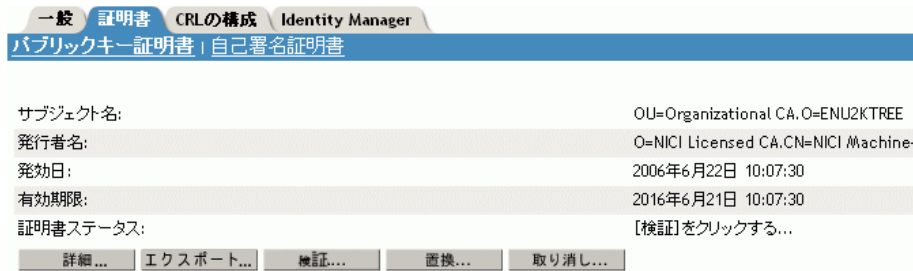 一般 証明書 CRLの構成 Identity Manager
パブリックキー証明書 | 自己署名証明書
サブジェクト名: OU=Organizational CA.O=ENU2KTREE
発行者名: O=NICI Licensed CA.CN=NICI Machine-
発効日: 2006年6月22日 10:07:30
有効期限: 2016年6月21日 10:07:30
証明書ステータス: [検証]をクリックする...
詳細... エクスポート... 検証... 置換... 取り消し...